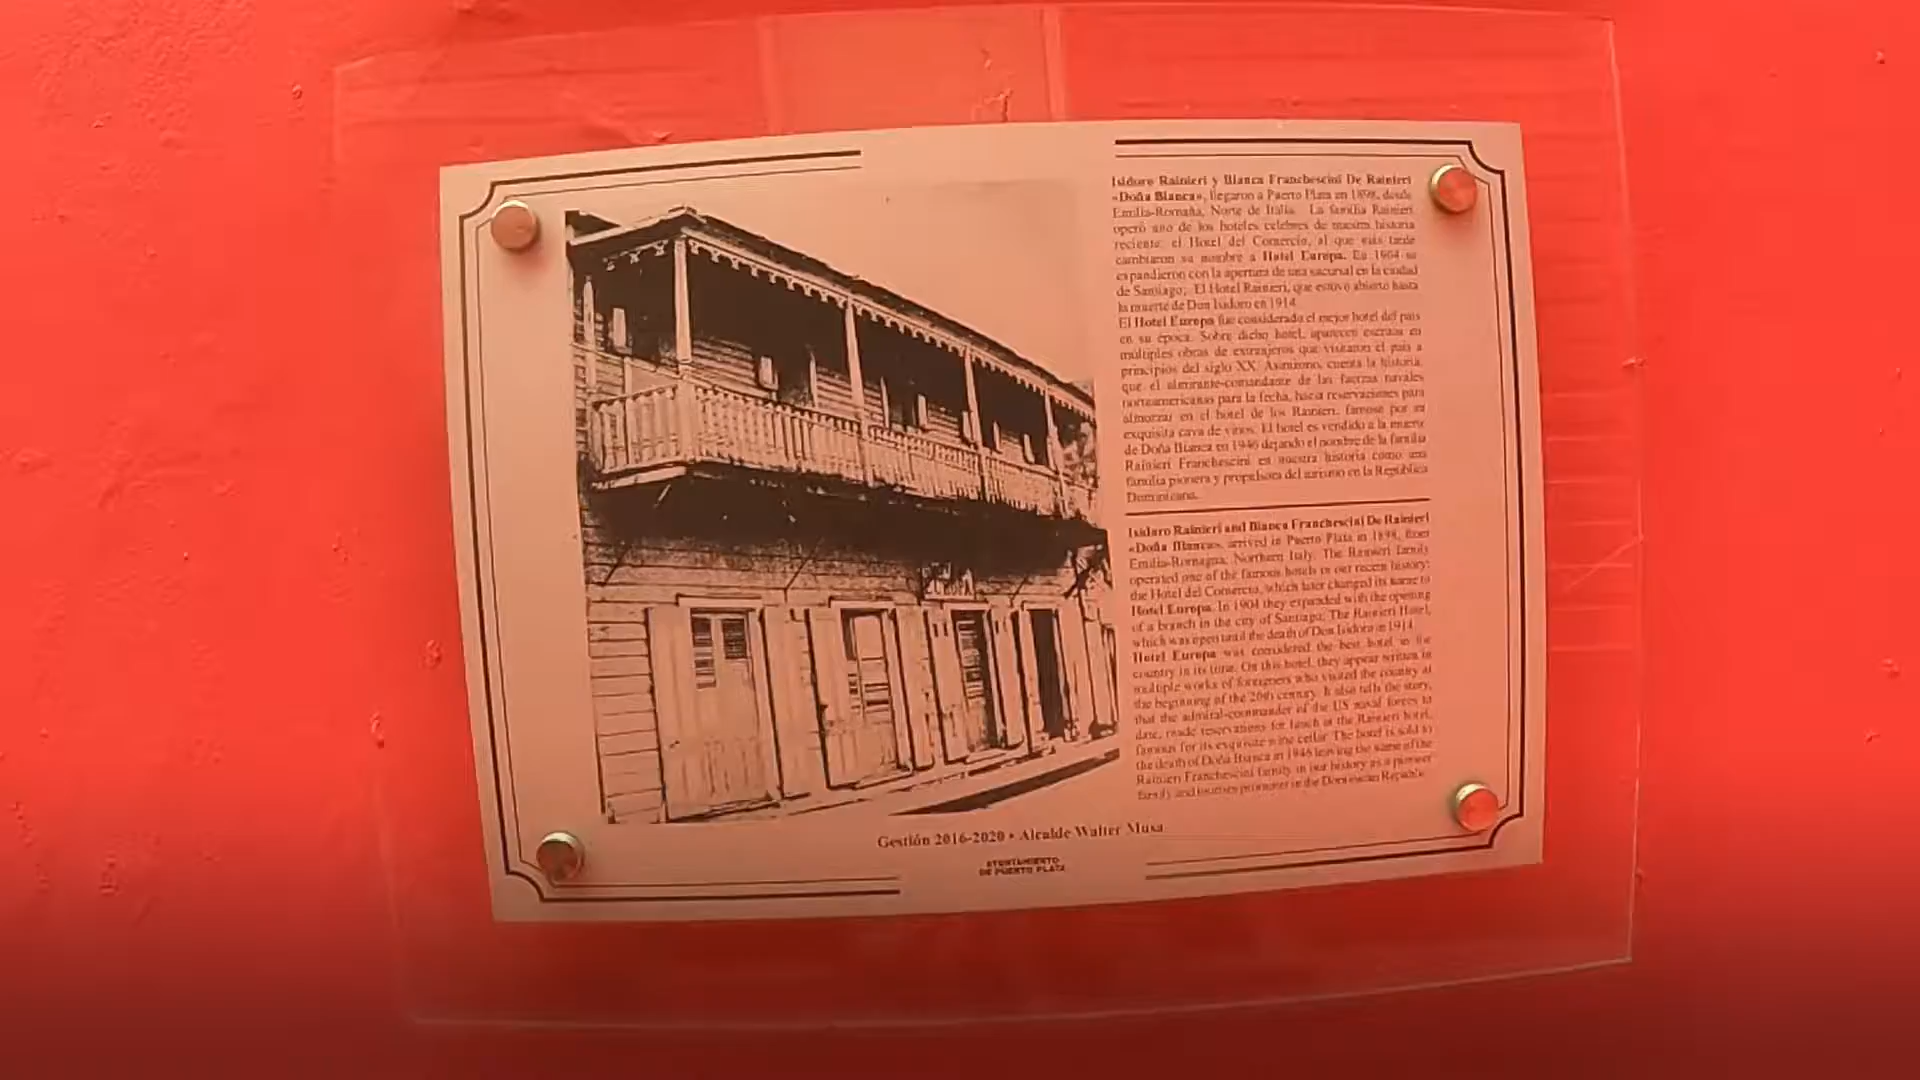 EUROPA
Isidoro Rainieri y Bianca Franchescini De Rainieri
«Doña Bianca», llegaron a Puerto Plata en 1898, desde
Emilia-Romaña, Norte de Italia. La familia Rainieri
operó uno de los hoteles celebres de nuestra historia
reciente: el Hotel del Comercio, al que más tarde
cambiaron su nombre a Hotel Europa. En 1904 se
expandieron con la apertura de una sucursal en la ciudad
de Santiago; El Hotel Rainieri, que estuvo abierto hasta
la muerte de Don Isidoro en 1914.
El Hotel Europa fue considerado el mejor hotel del país
en su época. Sobre dicho hotel, aparecen escritos en
múltiples obras de extranjeros que visitaron el país a
principios del siglo XX. Asimismo, cuenta la historia,
que el almirante-comandante de las fuerzas navales
norteamericanas para la fecha, hacía reservaciones para
almorzar en el hotel de los Rainieri, famoso por su
exquisita cava de vinos. El hotel es vendido a la muerte
de Doña Bianca en 1946 dejando el nombre de la familia
Rainieri Franchescini en nuestra historia como una
familia pionera y propulsora del turismo en la República
Dominicana.
Isidoro Rainieri and Bianca Franchescini De Rainieri
«Doña Bianca», arrived in Puerto Plata in 1898, from
Emilia-Romagna, Northern Italy. The Rainieri family
operated one of the famous hotels in our recent history:
the Hotel del Comercio, which later changed its name to
Hotel Europa. In 1904 they expanded with the opening
of a branch in the city of Santiago; The Rainieri Hotel,
which was open until the death of Don Isidoro in 1914.
Hotel Europa was considered the best hotel in the
country in its time. On this hotel, they appear written in
multiple works of foreigners who visited the country at
the beginning of the 20th century. It also tells the story,
that the admiral-commander of the US naval forces to
date, made reservations for lunch at the Rainieri hotel,
famous for its exquisite wine cellar. The hotel is sold to
the death of Doña Bianca in 1946 leaving the name of the
Rainieri Franchescini family in our history as a pioneer
family and tourism promoter in the Dominican Republic.
Gestión 2016-2020 • Alcalde Walter Musa
AYUNTAMIENTO
DE PUERTO PLATA